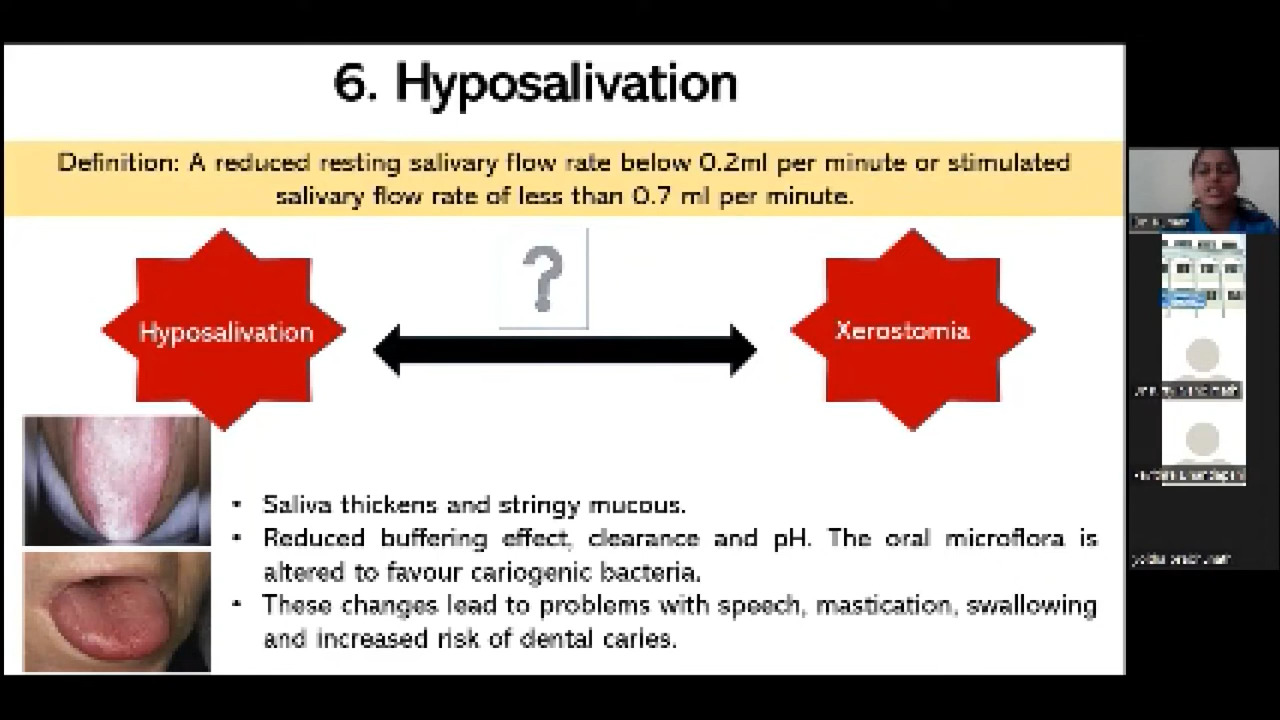 6. Hyposalivation
Definition: A reduced resting salivary flow rate below 0.2ml per minute or stimulated
salivary flow rate of less than 0.7 ml per minute.
?
Hyposalivation
Xerostomia
• Saliva thickens and stringy mucous.
• Reduced buffering effect, clearance and pH. The oral microflora is
altered to favour cariogenic bacteria.
• These changes lead to problems with speech, mastication, swallowing
and increased risk of dental caries.